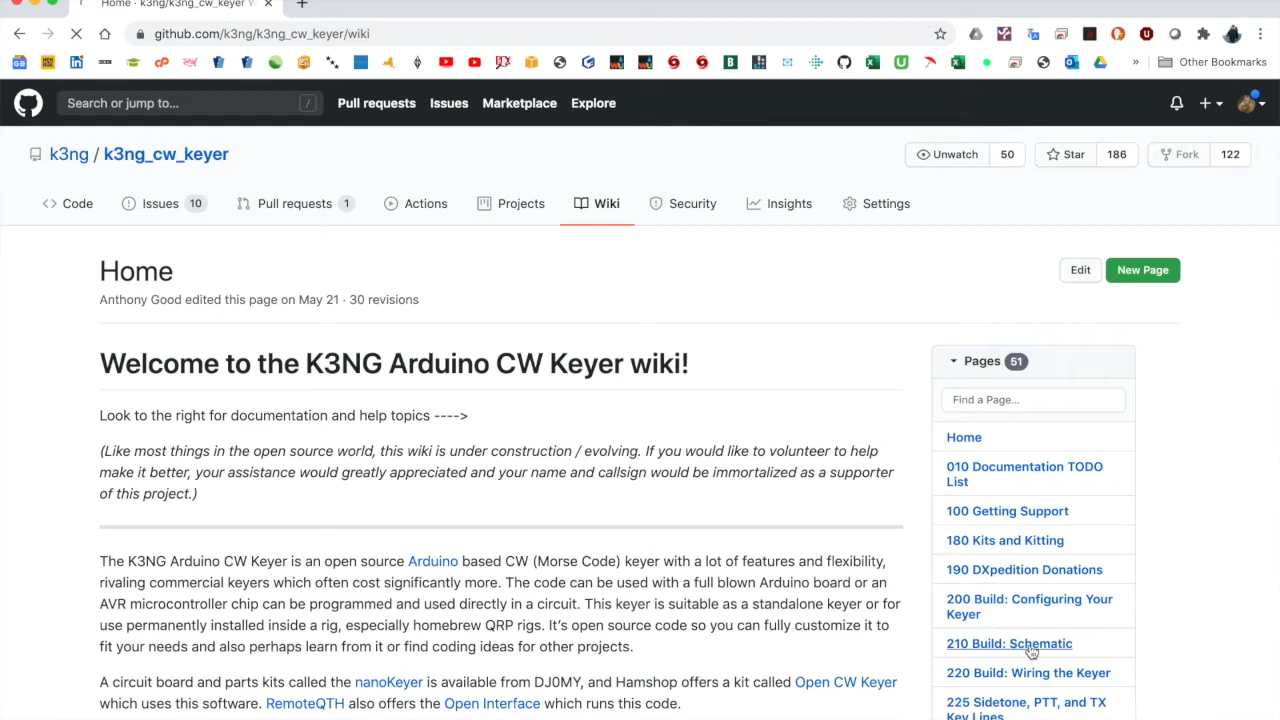 Home · k3ng/k3ng_cw_keyer W
github.com/k3ng/k3ng_cw_keyer/wiki
Other Bookmarks
Search or jump to... /
Pull requests Issues Marketplace Explore
k3ng / k3ng_cw_keyer
Unwatch 50 Star 186 Fork 122
Code Issues 10 Pull requests 1 Actions Projects Wiki Security Insights Settings
Home
Edit New Page
Anthony Good edited this page on May 21 · 30 revisions
Welcome to the K3NG Arduino CW Keyer wiki!
Look to the right for documentation and help topics ---->
(Like most things in the open source world, this wiki is under construction / evolving. If you would like to volunteer to help
make it better, your assistance would greatly appreciated and your name and callsign would be immortalized as a supporter
of this project.)
The K3NG Arduino CW Keyer is an open source Arduino based CW (Morse Code) keyer with a lot of features and flexibility,
rivaling commercial keyers which often cost significantly more. The code can be used with a full blown Arduino board or an
AVR microcontroller chip can be programmed and used directly in a circuit. This keyer is suitable as a standalone keyer or for
use permanently installed inside a rig, especially homebrew QRP rigs. It's open source code so you can fully customize it to
fit your needs and also perhaps learn from it or find coding ideas for other projects.
A circuit board and parts kits called the nanoKeyer is available from DJ0MY, and Hamshop offers a kit called Open CW Keyer
which uses this software. RemoteQTH also offers the Open Interface which runs this code.
Pages 51
Find a Page...
Home
010 Documentation TODO
List
100 Getting Support
180 Kits and Kitting
190 DXpedition Donations
200 Build: Configuring Your
Keyer
210 Build: Schematic
220 Build: Wiring the Keyer
225 Sidetone, PTT, and TX
Key Lines